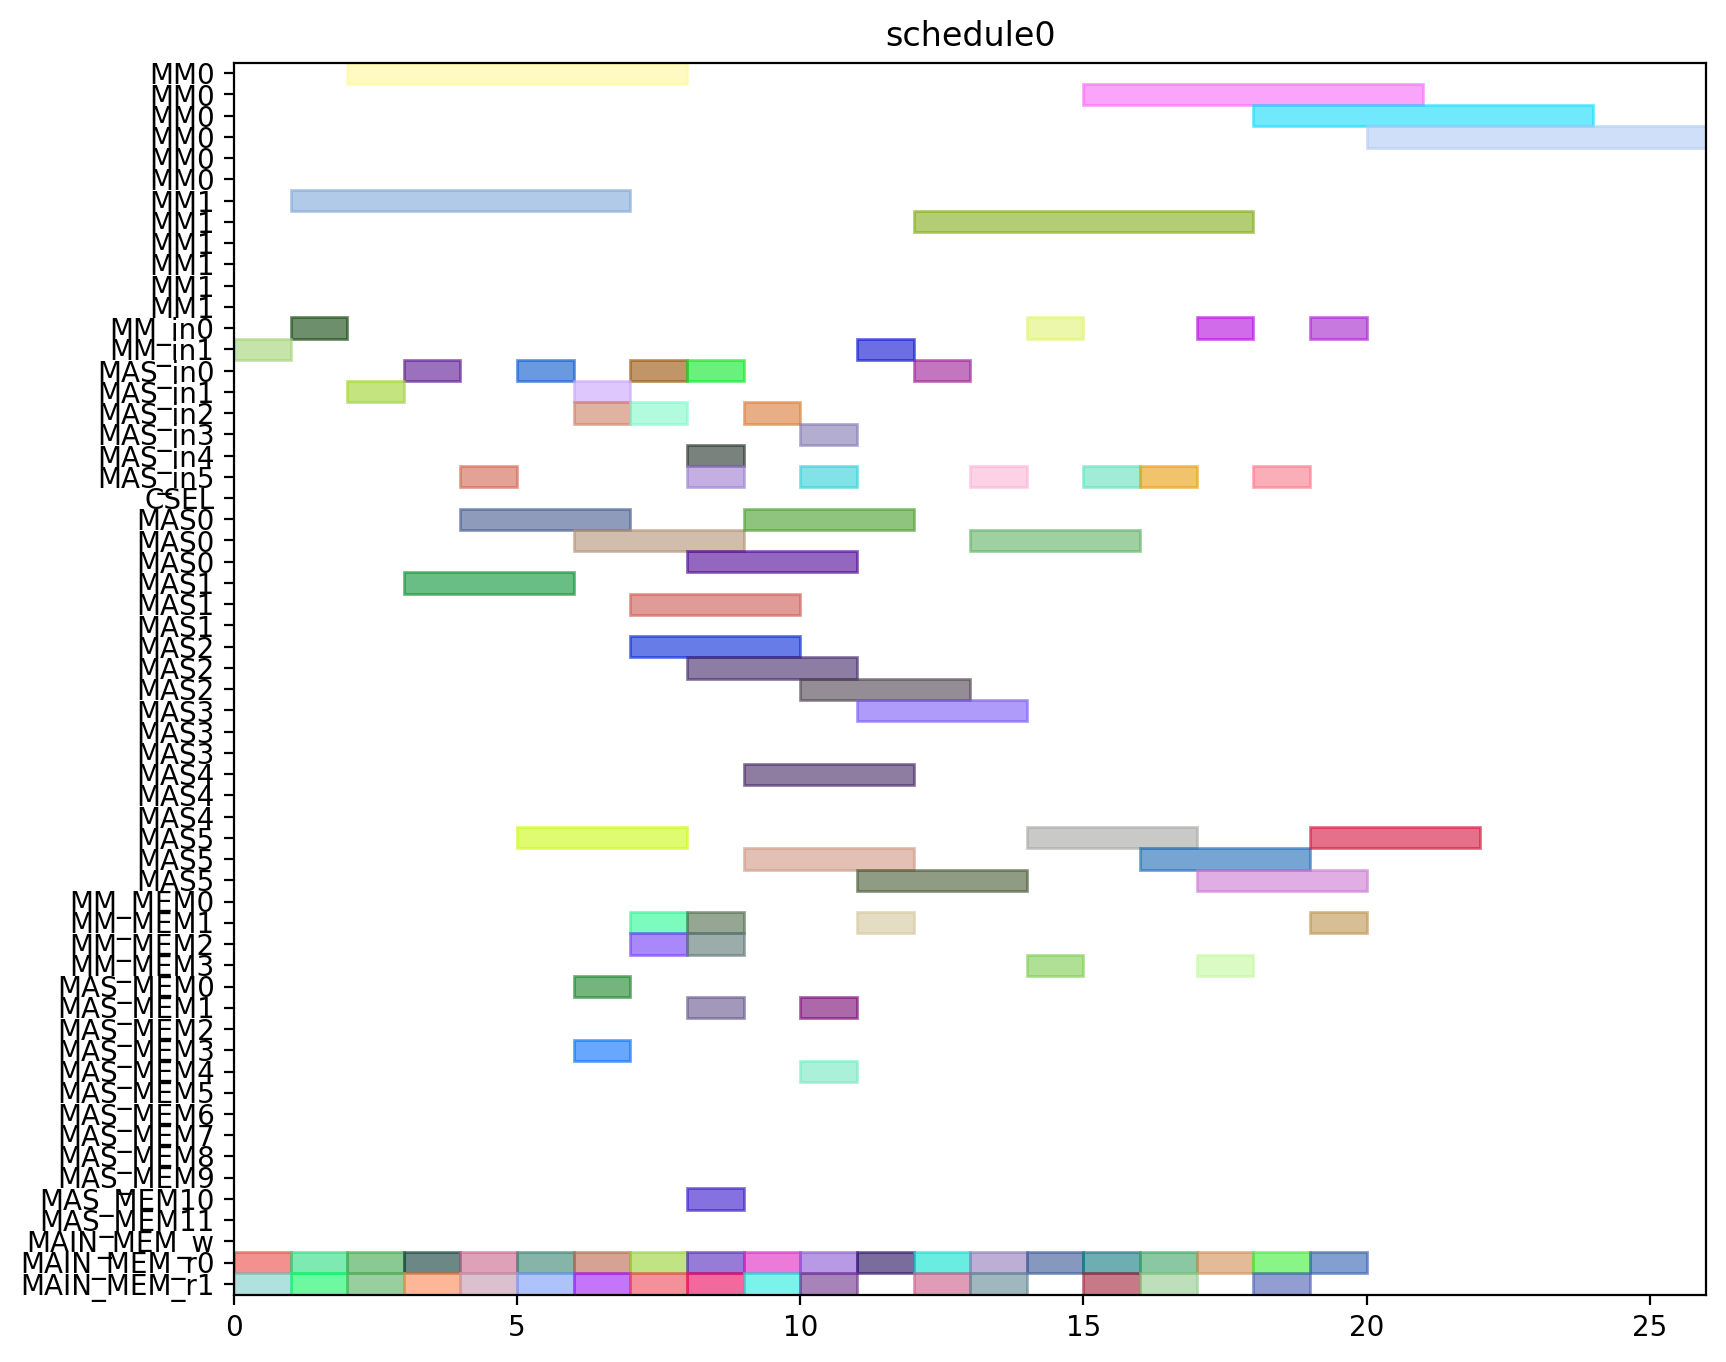 schedule0
MM0
MM0
MM0
MM0
MM0
MM0
MM1
MM1
MM1
MM1
MM1
MM1
MM_in0
MM_in1
MAS_in0
MAS_in1
MAS_in2
MAS_in3
MAS_in4
MAS_in5
CSEL
MAS0
MAS0
MAS0
MAS1
MAS1
MAS1
MAS2
MAS2
MAS2
MAS3
MAS3
MAS3
MAS4
MAS4
MAS4
MAS5
MAS5
MAS5
MM_MEM0
MM_MEM1
MM_MEM2
MM_MEM3
MAS_MEM0
MAS_MEM1
MAS_MEM2
MAS_MEM3
MAS_MEM4
MAS_MEM5
MAS_MEM6
MAS_MEM7
MAS_MEM8
MAS_MEM9
MAS_MEM10
MAS_MEM11
MAIN_MEM_w
MAIN_MEM_r0
MAIN_MEM_r1
0 5 10 15 20 25